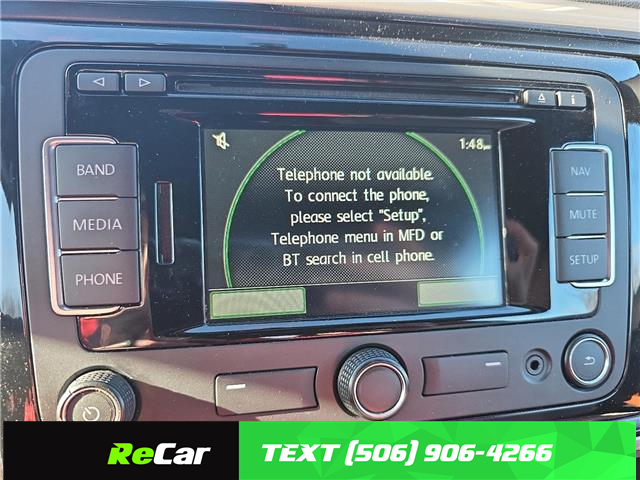 1:48PM
Telephone not available.
To connect the phone,
please select "Setup",
Telephone menu in MFD or
BT search in cell phone.
BAND
MEDIA
PHONE
NAV
MUTE
SETUP
ReCar
TEXT (506) 906-4266